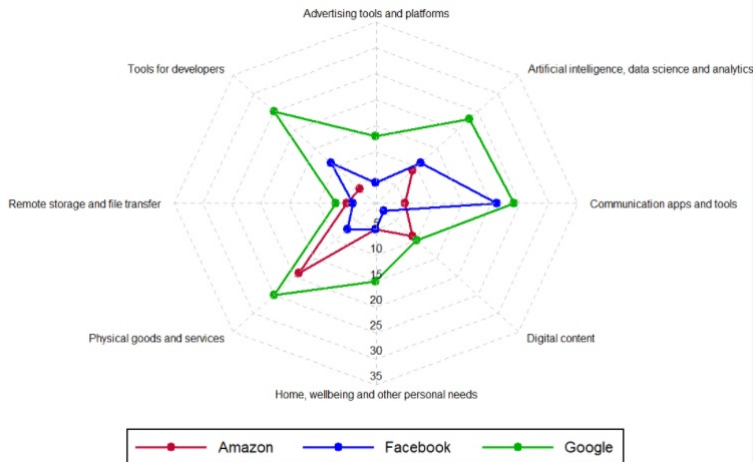 Advertising tools and platforms
Tools for developers
Artificial intelligence, data science and analytics
Remote storage and file transfer
Communication apps and tools
5
10
15
20
25
30
35
Physical goods and services
Digital content
Home, wellbeing and other personal needs
Amazon
Facebook
Google